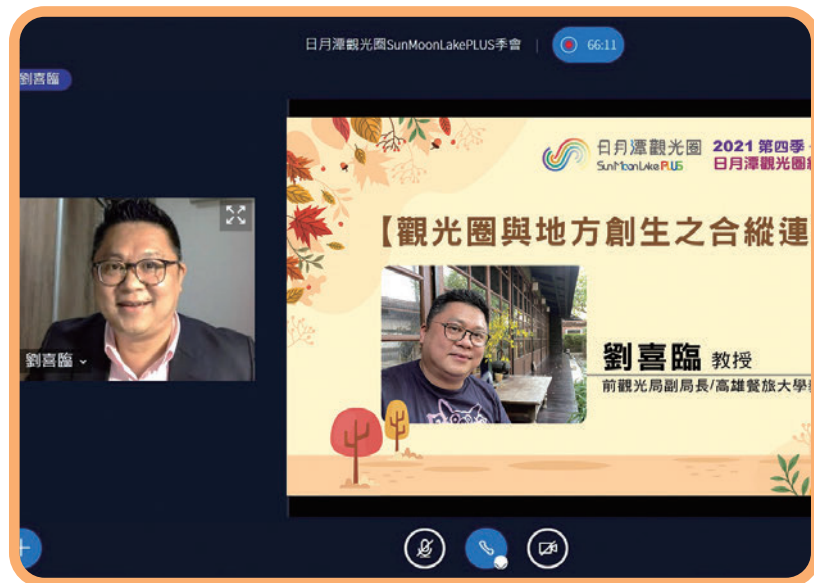 日月潭觀光圈SunMoonLakePLUS季會
66:11
劉喜臨
日月潭觀光圈
SunMoonLake PLUS
2021 第四季
日月潭觀光圈
【觀光圈與地方創生之合縱連
劉喜臨
劉喜臨 教授
前觀光局副局長/高雄餐旅大學